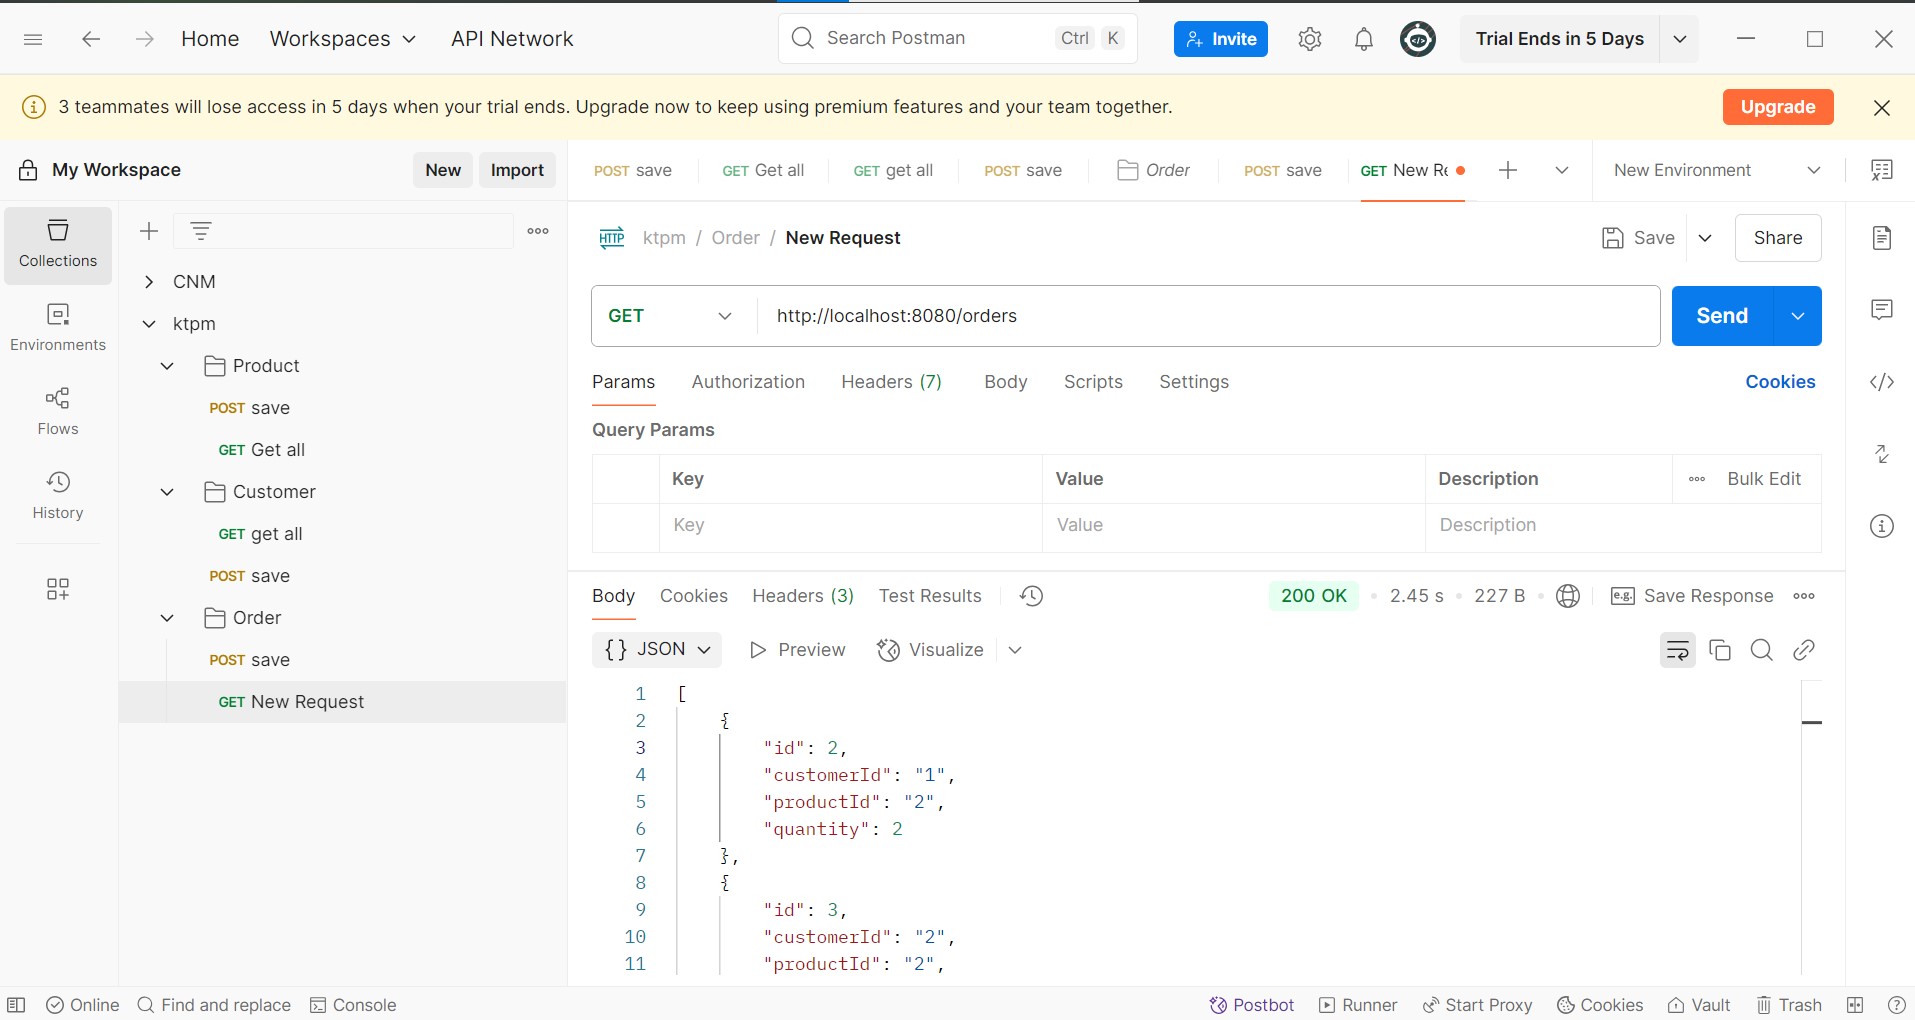 Home Workspaces API Network Search Postman Ctrl K Invite Trial Ends in 5 Days
3 teammates will lose access in 5 days when your trial ends. Upgrade now to keep using premium features and your team together. Upgrade
My Workspace New Import
POST save GET Get all GET get all POST save Order POST save GET New Re New Environment
Collections
Environments
Flows
History
CNM
ktpm
Product
POST save
GET Get all
Customer
GET get all
POST save
Order
POST save
GET New Request
HTTP ktpm / Order / New Request Save Share
GET http://localhost:8080/orders Send
Params Authorization Headers (7) Body Scripts Settings Cookies
Query Params
Key Value Description Bulk Edit
Key Value Description
Body Cookies Headers (3) Test Results 200 OK 2.45 s 227 B e.g. Save Response
{} JSON Preview Visualize
1 [
2 {
3 "id": 2,
4 "customerId": "1",
5 "productId": "2",
6 "quantity": 2
7 },
8 {
9 "id": 3,
10 "customerId": "2",
11 "productId": "2",
Online Find and replace Console Postbot Runner Start Proxy Cookies Vault Trash